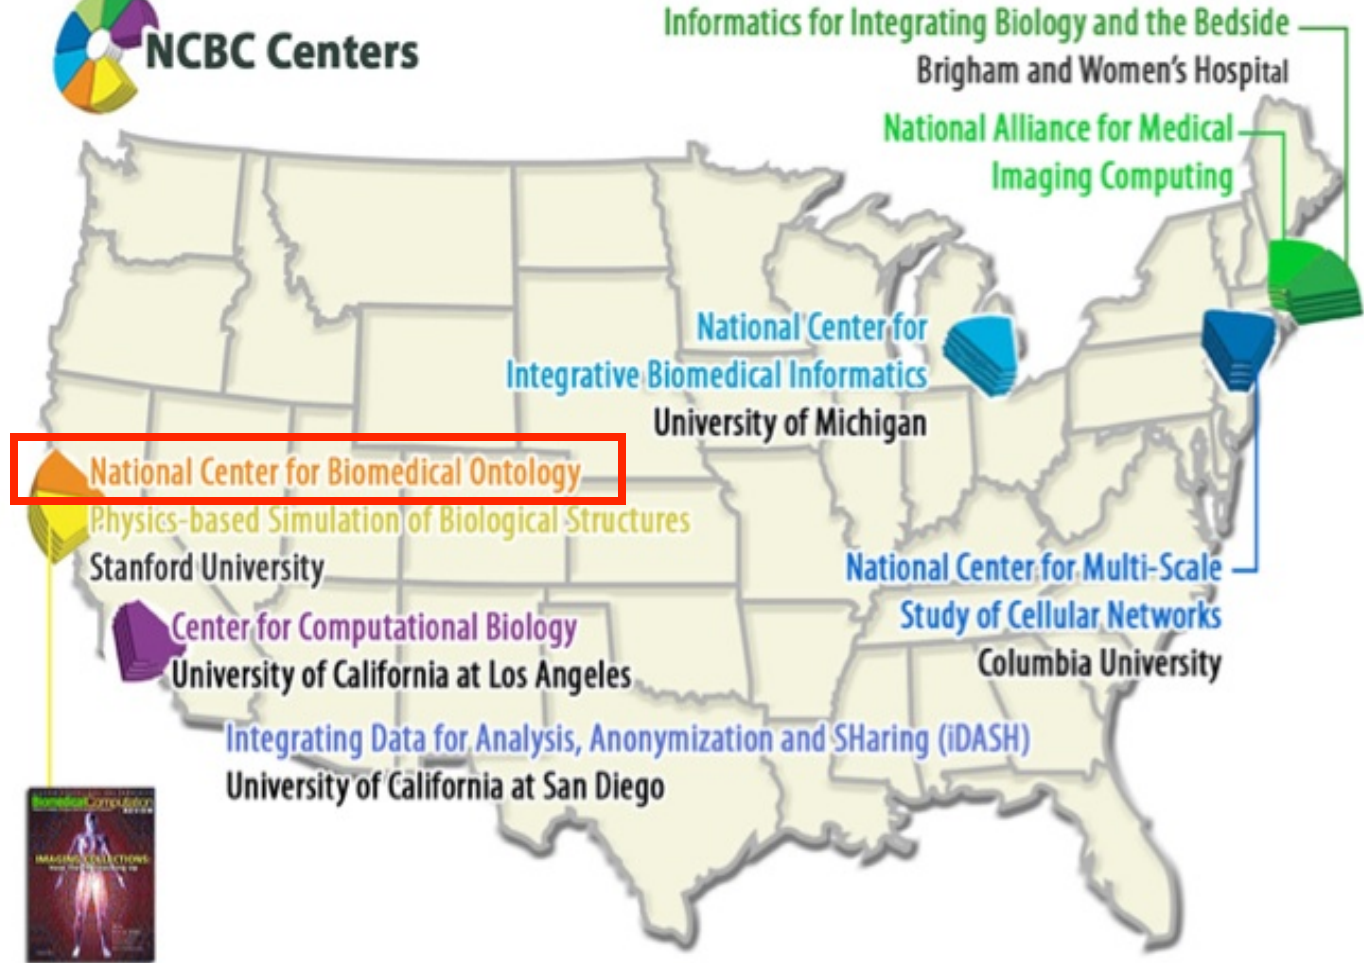 NCBC Centers
Informatics for Integrating Biology and the Bedside
Brigham and Women's Hospital
National Alliance for Medical
Imaging Computing
National Center for
Integrative Biomedical Informatics
University of Michigan
National Center for Biomedical Ontology
Physics-based Simulation of Biological Structures
Stanford University
National Center for Multi-Scale
Study of Cellular Networks
Columbia University
Center for Computational Biology
University of California at Los Angeles
Integrating Data for Analysis, Anonymization and SHaring (iDASH)
University of California at San Diego
BiomedicalComputation
REVIEW
IMAGING COLLECTIONS: